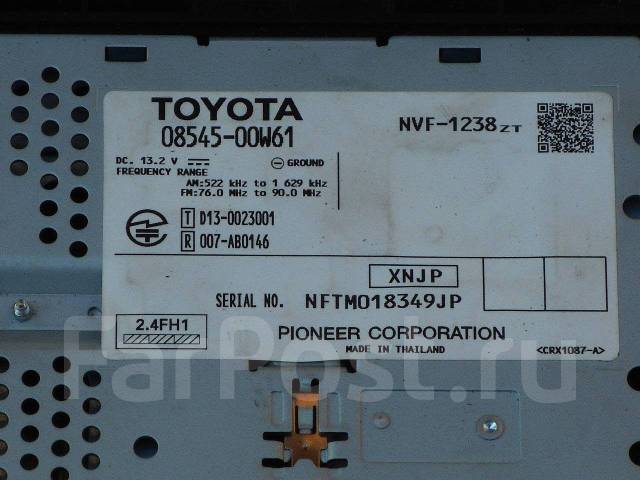 TOYOTA
08545-00W61
NVF-1238ZT
DC. 13.2 V
GROUND
FREQUENCY RANGE
AM:522 kHz to 1 629 kHz
FM:76.0 MHz to 90.0 MHz
T D13-0023001
R 007-AB0146
XNJP
SERIAL NO. NFTM018349JP
2.4FH1
PIONEER CORPORATION
MADE IN THAILAND
<CRX1087-A>
FarPost.ru